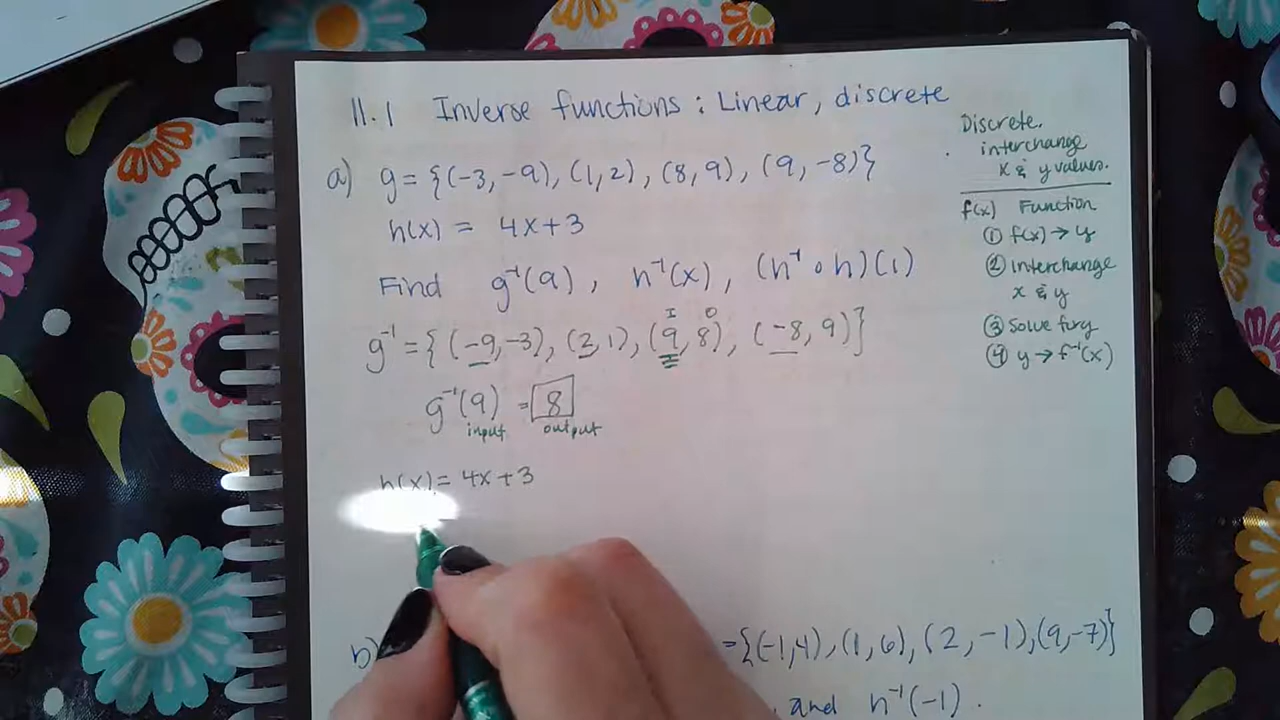 11.1 Inverse functions : Linear, discrete
a) g = {(-3, -9), (1, 2), (8, 9), (9, -8)}
h(x) = 4x+3
Find g⁻¹(9), h⁻¹(x), (h⁻¹ ∘ h)(1)
I O
g⁻¹ = {(-9, -3), (2, 1), (9, 8), (-8, 9)}
g⁻¹(9) = 8
input output
h(x) = 4x+3
b)
={(-1,4), (1,6), (2, -1), (9,-7)}
and h⁻¹(-1).
Discrete.
interchange
x & y values.
f(x) Function
① f(x) → y
② interchange
x & y
③ Solve for y
④ y → f⁻¹(x)